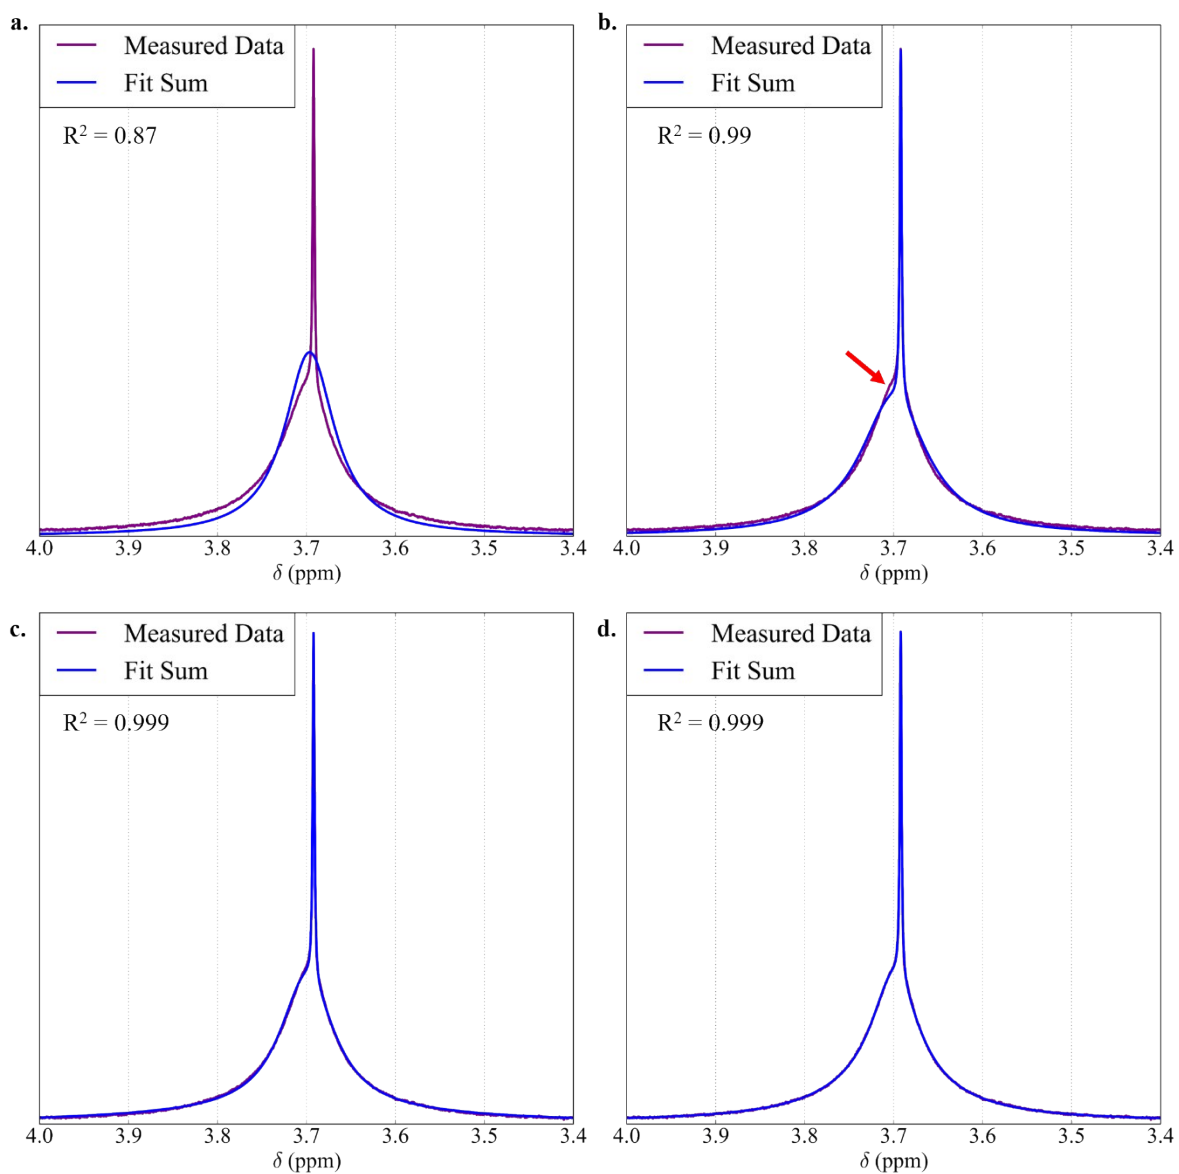 a.
Measured Data
Fit Sum
R² = 0.87
4.0 3.9 3.8 3.7 3.6 3.5 3.4
δ (ppm)
b.
Measured Data
Fit Sum
R² = 0.99
4.0 3.9 3.8 3.7 3.6 3.5 3.4
δ (ppm)
c.
Measured Data
Fit Sum
R² = 0.999
4.0 3.9 3.8 3.7 3.6 3.5 3.4
δ (ppm)
d.
Measured Data
Fit Sum
R² = 0.999
4.0 3.9 3.8 3.7 3.6 3.5 3.4
δ (ppm)